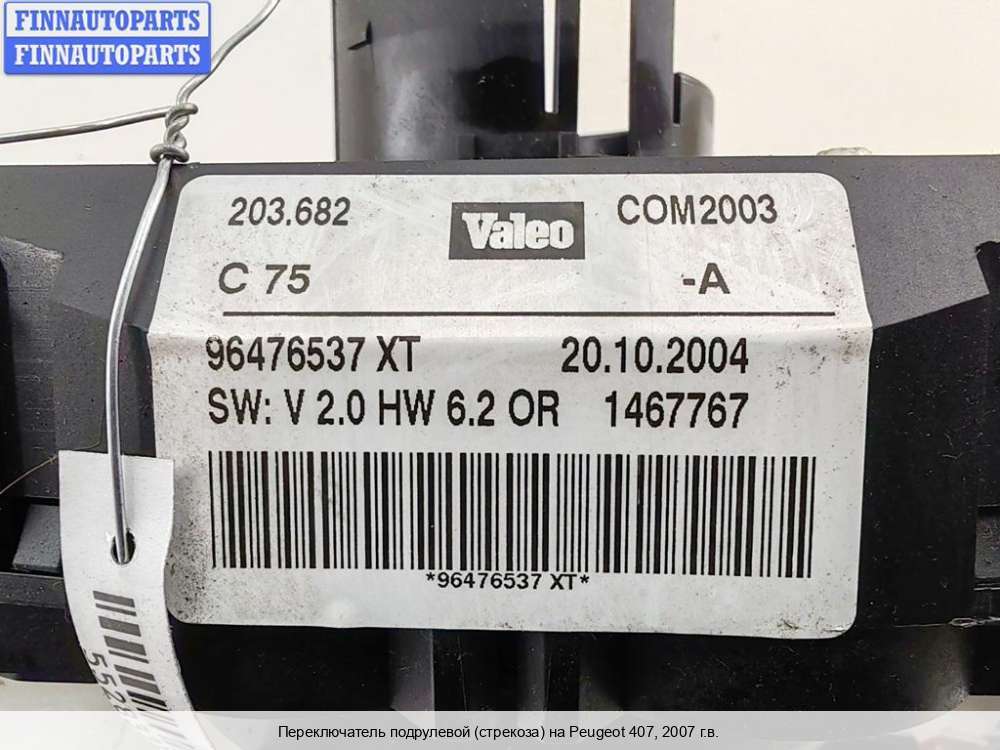 FINNAUTOPARTS
FINNAUTOPARTS
203.682 Valeo COM2003
C 75 -A
96476537 XT 20.10.2004
SW: V 2.0 HW 6.2 OR 1467767
*96476537 XT*
Переключатель подрулевой (стрекоза) на Peugeot 407, 2007 г.в.